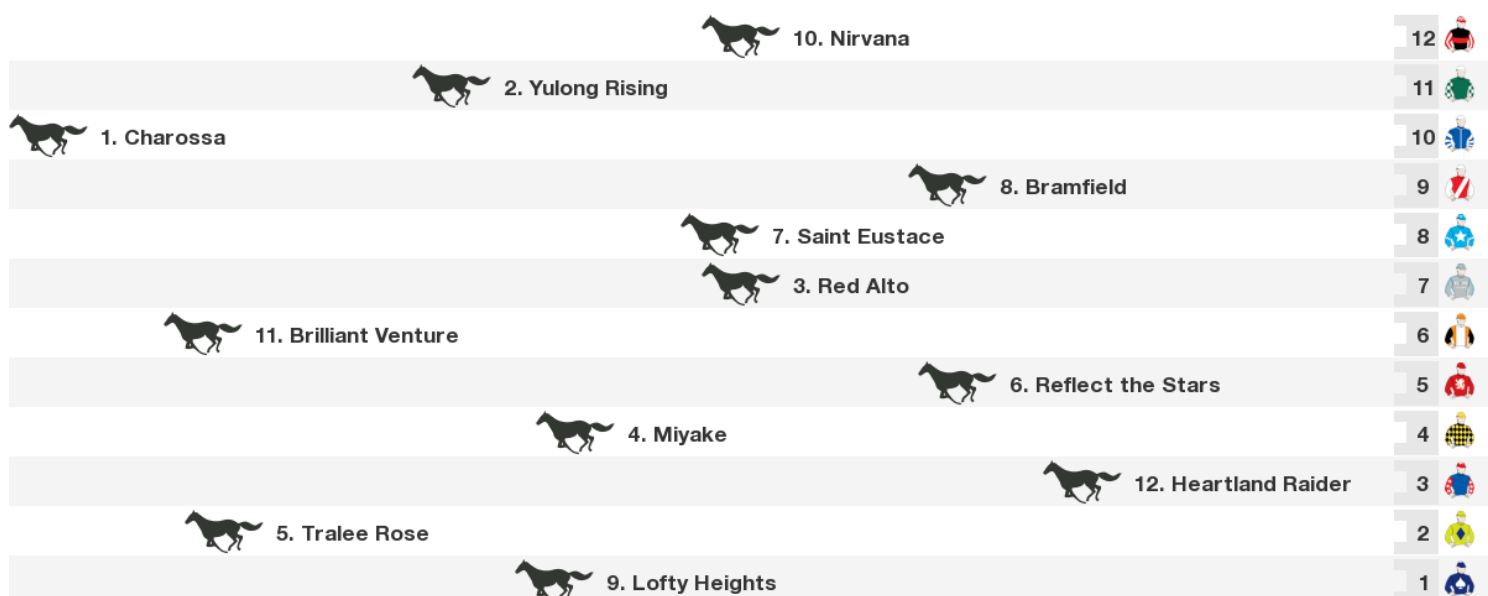 10. Nirvana 12
2. Yulong Rising 11
1. Charossa 10
8. Bramfield 9
7. Saint Eustace 8
3. Red Alto 7
11. Brilliant Venture 6
6. Reflect the Stars 5
4. Miyake 4
12. Heartland Raider 3
5. Tralee Rose 2
9. Lofty Heights 1